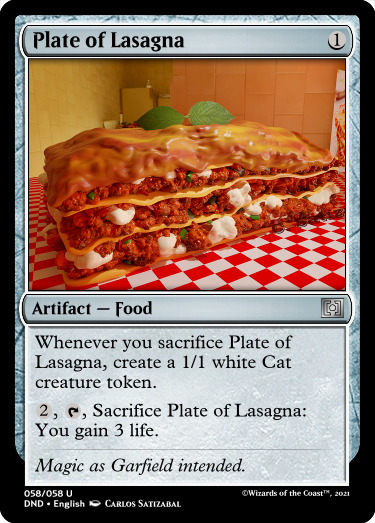 Plate of Lasagna 1
Artifact — Food
Whenever you sacrifice Plate of
Lasagna, create a 1/1 white Cat
creature token.
2, , Sacrifice Plate of Lasagna:
You gain 3 life.
Magic as Garfield intended.
058/058 U
DND • English Carlos Satizabal
©Wizards of the Coast™, 2021